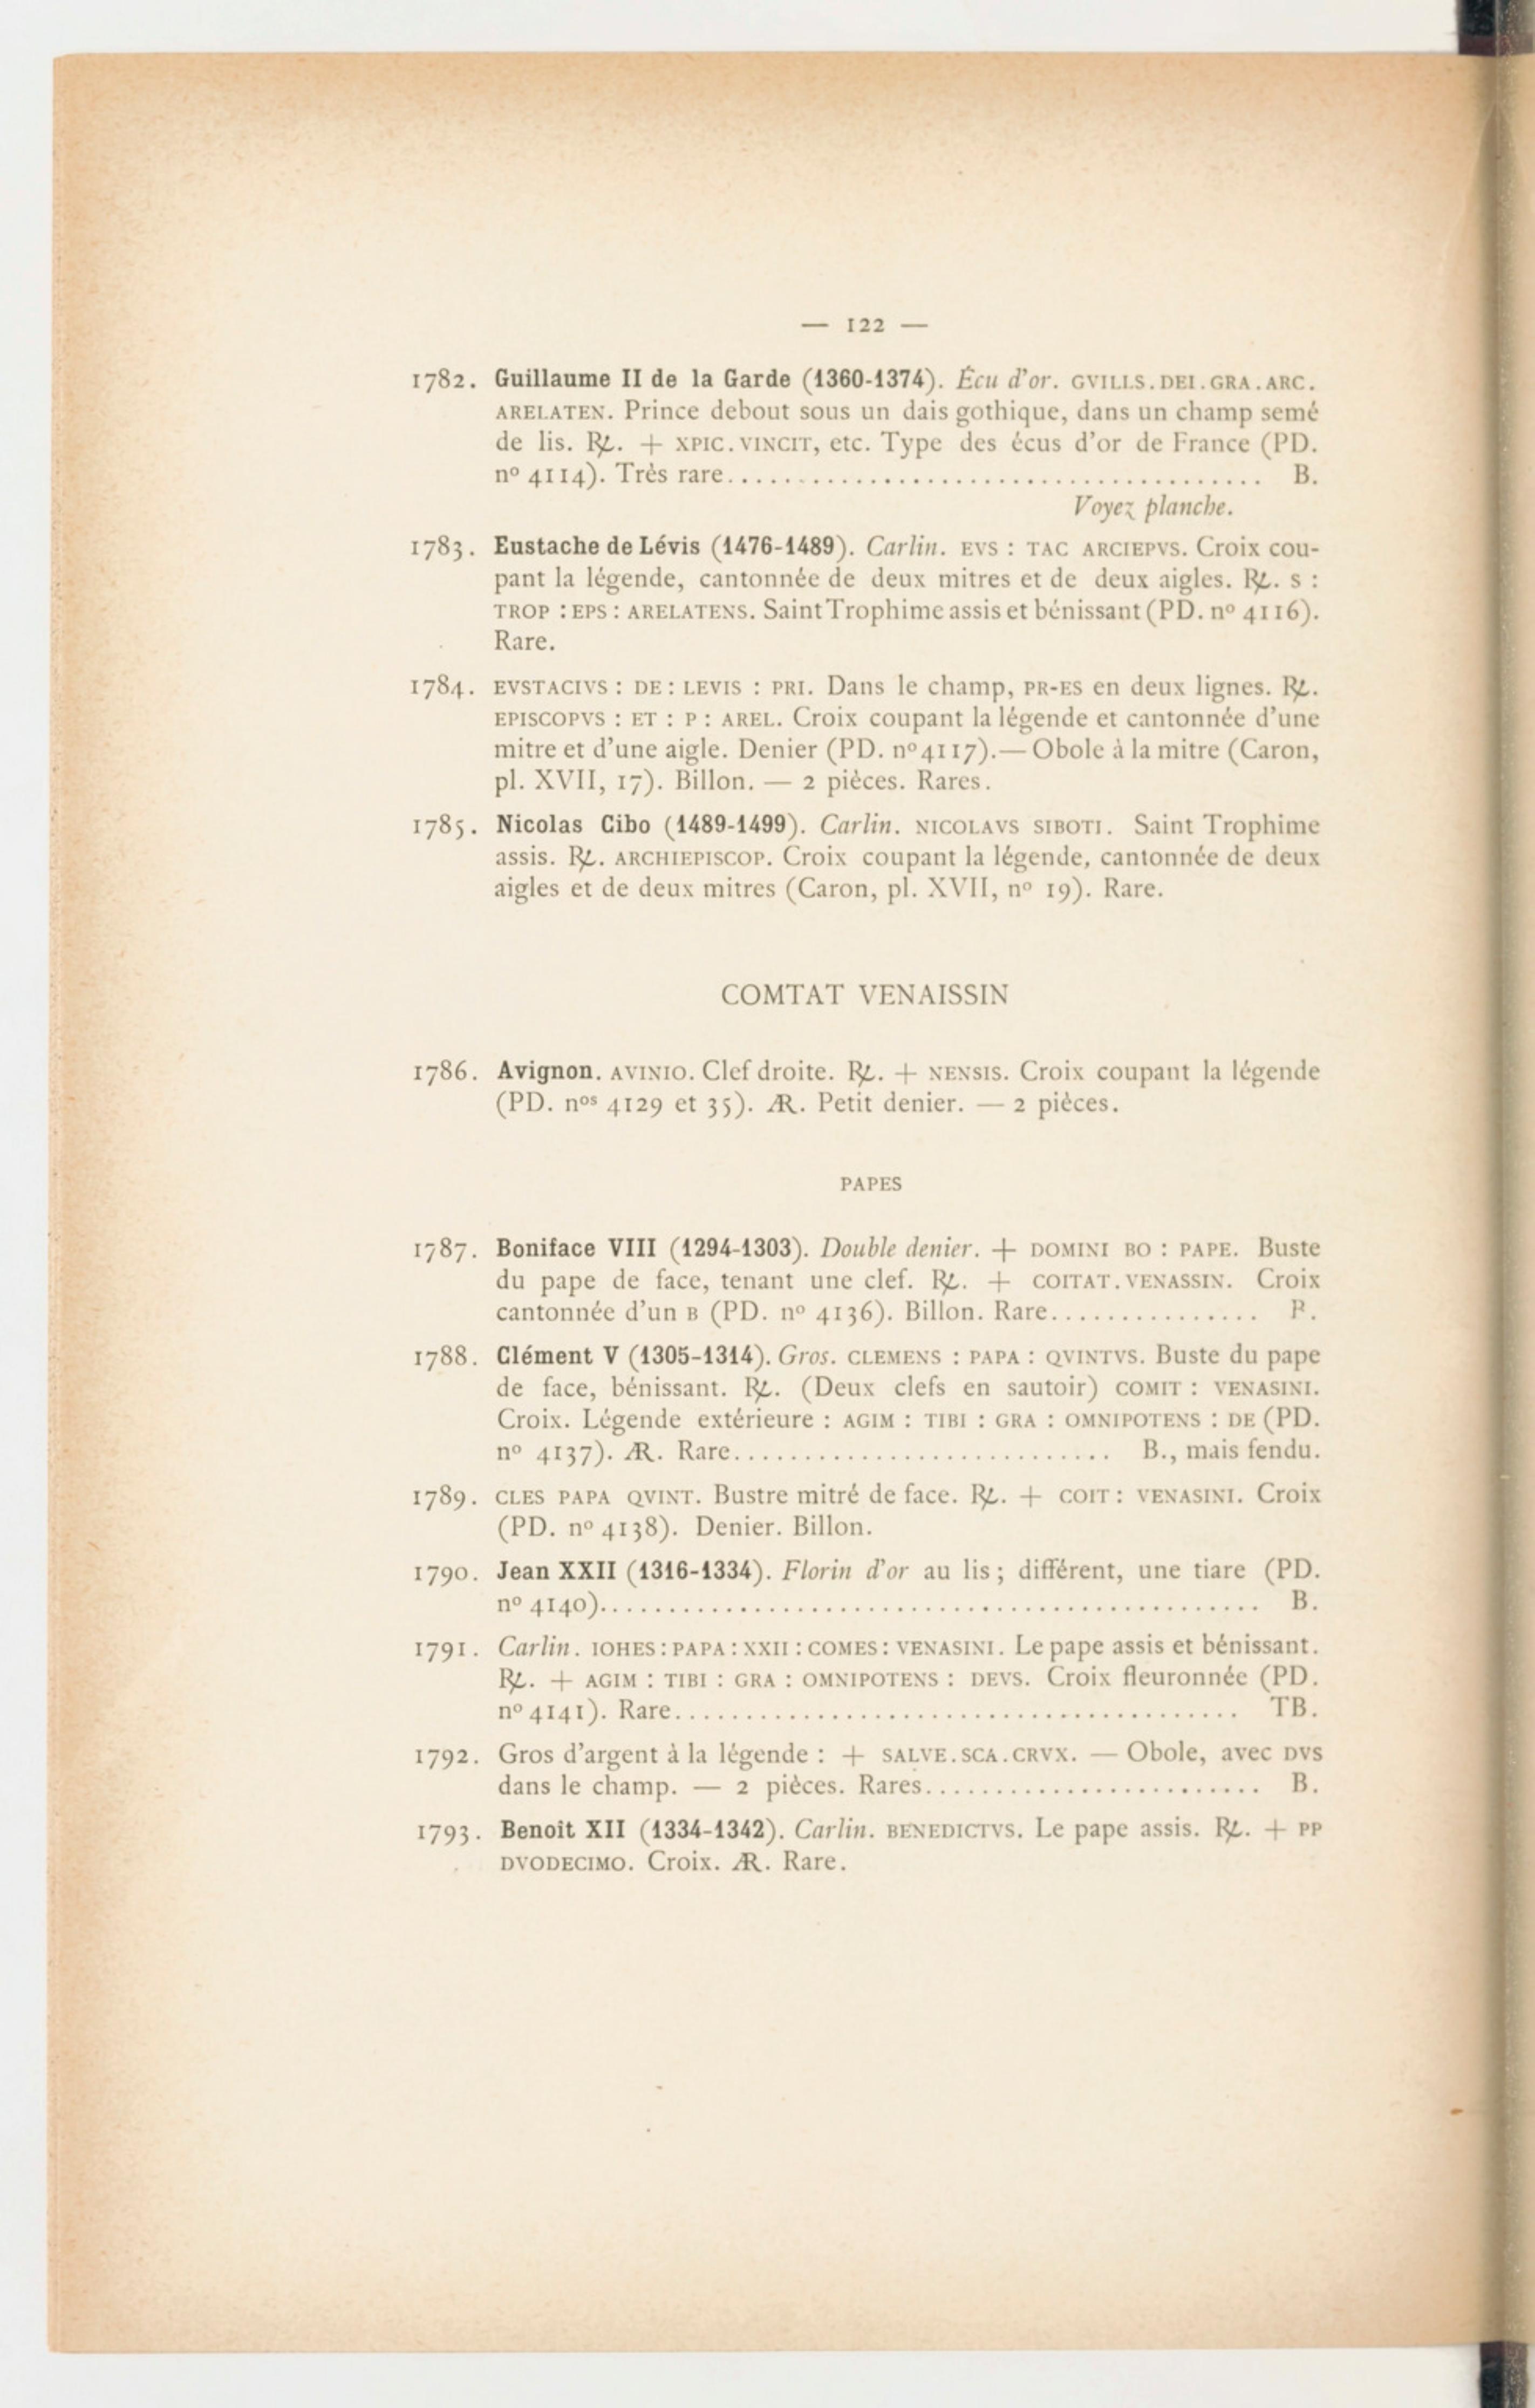 — 122 —
1782. Guillaume II de la Garde (1360-1374). Écu d'or. GVILLS.DEI.GRA.ARC.
ARELATEN. Prince debout sous un dais gothique, dans un champ semé
de lis. ℞. + XPIC.VINCIT, etc. Type des écus d'or de France (PD.
nº 4114). Très rare...................................... B.
Voyez planche.
1783. Eustache de Lévis (1476-1489). Carlin. EVS : TAC ARCIEPVS. Croix cou-
pant la légende, cantonnée de deux mitres et de deux aigles. ℞. S :
TROP : EPS : ARELATENS. Saint Trophime assis et bénissant (PD. nº 4116).
Rare.
1784. EVSTACIVS : DE : LEVIS : PRI. Dans le champ, PR-ES en deux lignes. ℞.
EPISCOPVS : ET : P : AREL. Croix coupant la légende et cantonnée d'une
mitre et d'une aigle. Denier (PD. nº 4117). — Obole à la mitre (Caron,
pl. XVII, 17). Billon. — 2 pièces. Rares.
1785. Nicolas Cibo (1489-1499). Carlin. NICOLAVS SIBOTI. Saint Trophime
assis. ℞. ARCHIEPISCOP. Croix coupant la légende, cantonnée de deux
aigles et de deux mitres (Caron, pl. XVII, nº 19). Rare.
COMTAT VENAISSIN
1786. Avignon. AVINIO. Clef droite. ℞. + NENSIS. Croix coupant la légende
(PD. nos 4129 et 35). Æ. Petit denier. — 2 pièces.
PAPES
1787. Boniface VIII (1294-1303). Double denier. + DOMINI BO : PAPE. Buste
du pape de face, tenant une clef. ℞. + COITAT.VENASSIN. Croix
cantonnée d'un B (PD. nº 4136). Billon. Rare............... B.
1788. Clément V (1305-1314). Gros. CLEMENS : PAPA : QVINTVS. Buste du pape
de face, bénissant. ℞. (Deux clefs en sautoir) COMIT : VENASINI.
Croix. Légende extérieure : AGIM : TIBI : GRA : OMNIPOTENS : DE (PD.
nº 4137). AR. Rare........................... B., mais fendu.
1789. CLES PAPA QVINT. Bustre mitré de face. ℞. + COIT : VENASINI. Croix
(PD. nº 4138). Denier. Billon.
1790. Jean XXII (1316-1334). Florin d'or au lis ; différent, une tiare (PD.
nº 4140)............................................... B.
1791. Carlin. IOHES : PAPA : XXII : COMES : VENASINI. Le pape assis et bénissant.
℞. + AGIM : TIBI : GRA : OMNIPOTENS : DEVS. Croix fleuronnée (PD.
nº 4141). Rare........................................ TB.
1792. Gros d'argent à la légende : + SALVE.SCA.CRVX. — Obole, avec DVS
dans le champ. — 2 pièces. Rares........................ B.
1793. Benoit XII (1334-1342). Carlin. BENEDICTVS. Le pape assis. ℞. + PP
DVODECIMO. Croix. AR. Rare.